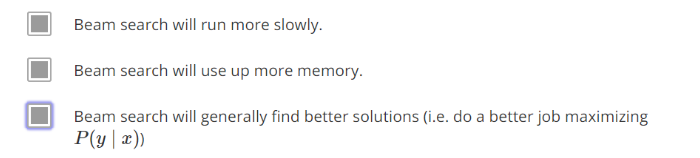 Beam search will run more slowly.
Beam search will use up more memory.
Beam search will generally find better solutions (i.e. do a better job maximizing
P(y | x))